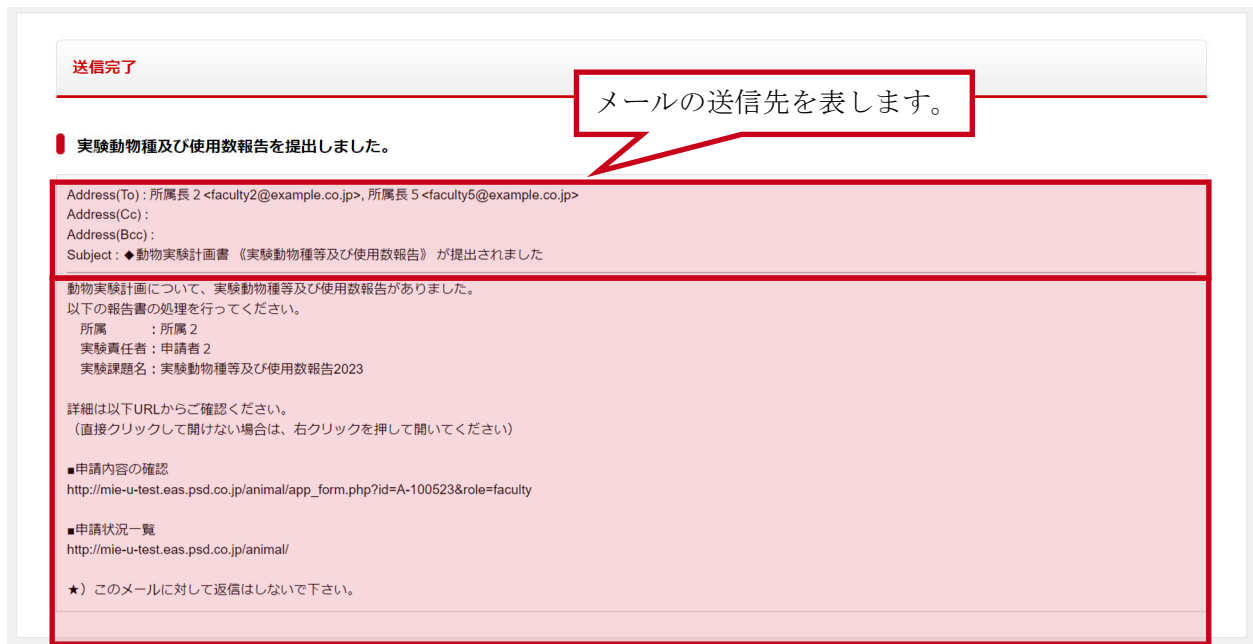 送信完了
メールの送信先を表します。
実験動物種及び使用数報告を提出しました。
Address(To) : 所属長２<faculty2@example.co.jp>, 所属長５<faculty5@example.co.jp>
Address(Cc) :
Address(Bcc) :
Subject : ◆動物実験計画書 《実験動物種等及び使用数報告》 が提出されました
動物実験計画について、実験動物種等及び使用数報告がありました。
以下の報告書の処理を行ってください。
所属　　　：所属２
実験責任者：申請者２
実験課題名：実験動物種等及び使用数報告2023
詳細は以下URLからご確認ください。
（直接クリックして開けない場合は、右クリックを押して開いてください）
■申請内容の確認
http://mie-u-test.eas.psd.co.jp/animal/app_form.php?id=A-100523&role=faculty
■申請状況一覧
http://mie-u-test.eas.psd.co.jp/animal/
★）このメールに対して返信はしないで下さい。